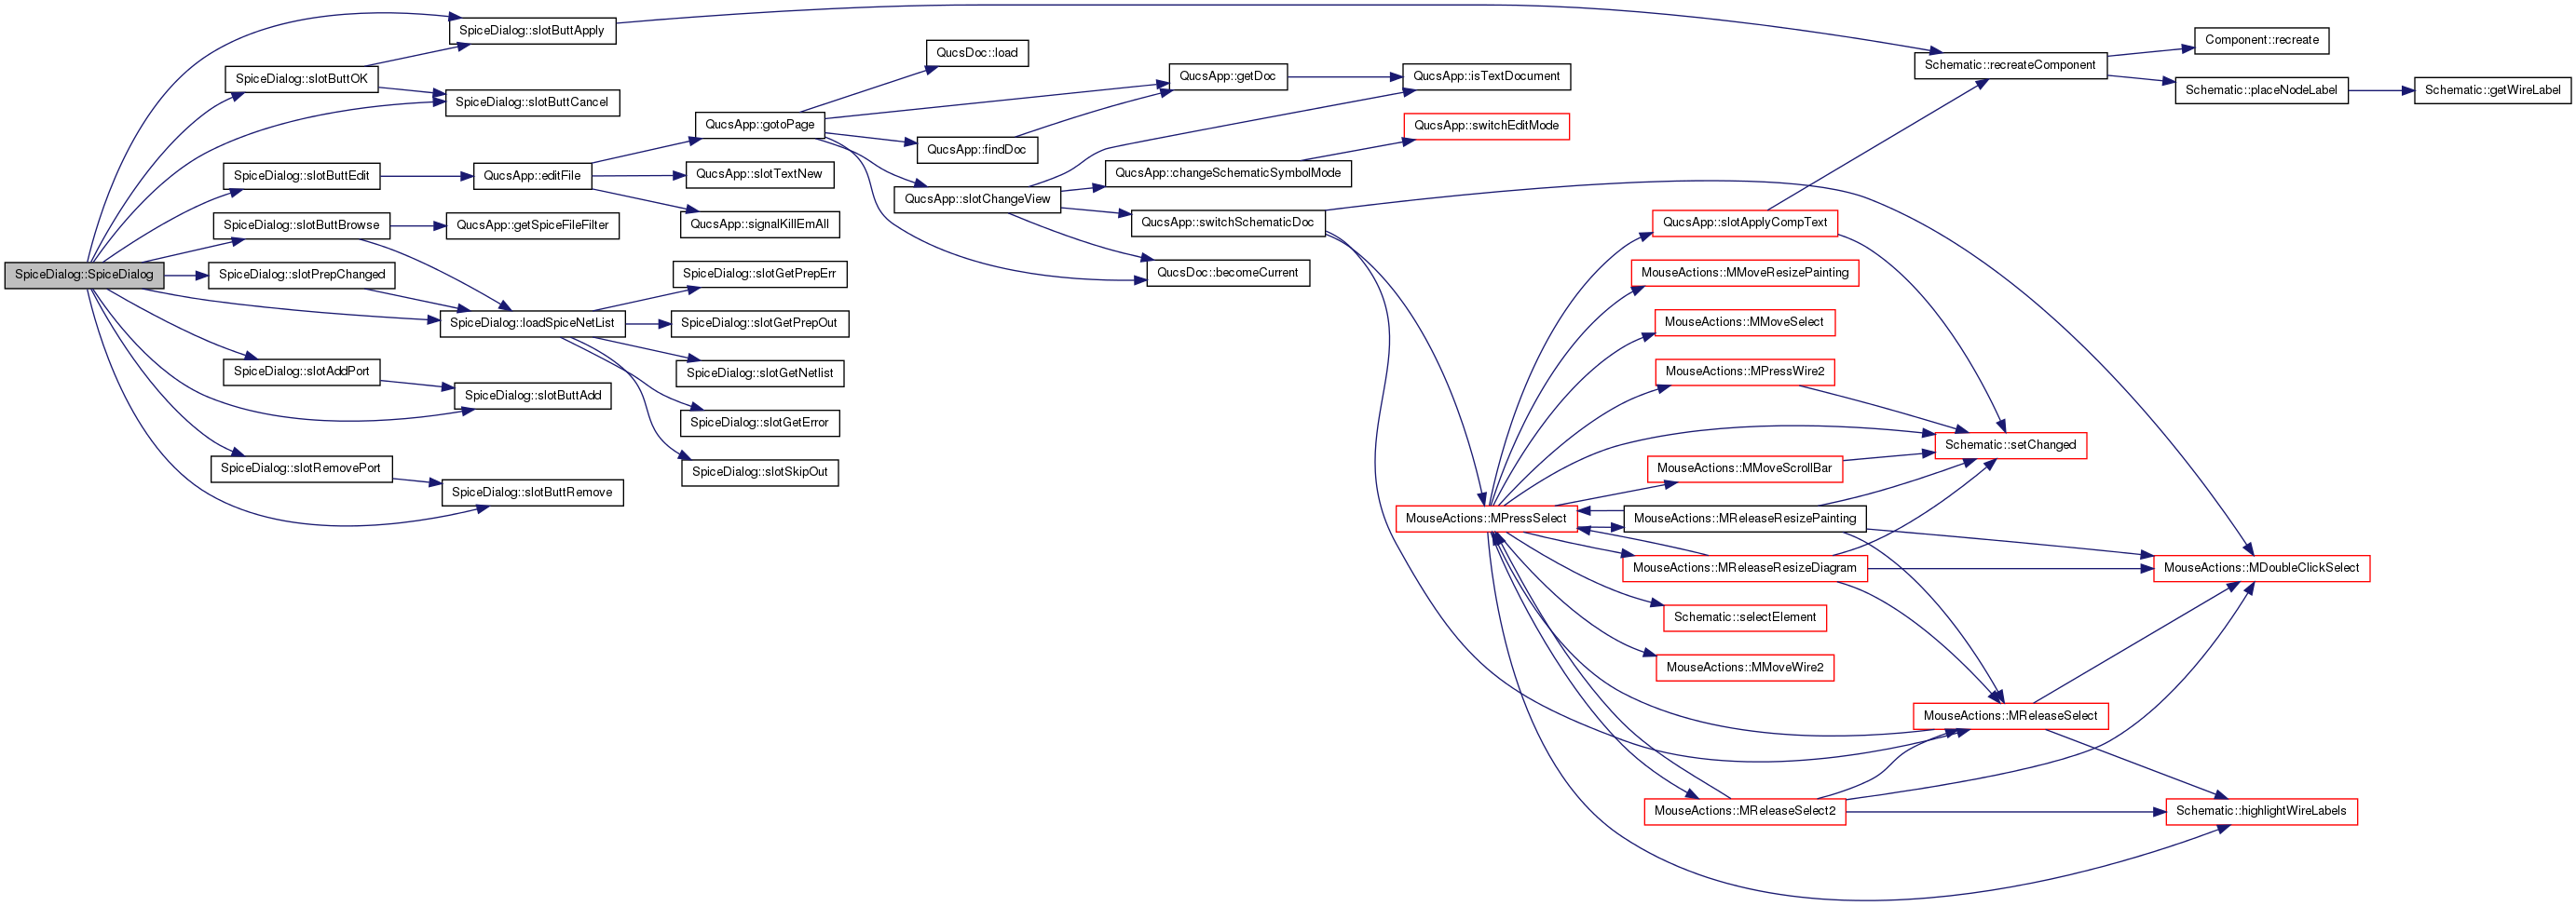 SpiceDialog::SpiceDialog
SpiceDialog::slotButtApply
SpiceDialog::slotButtOK
SpiceDialog::slotButtCancel
SpiceDialog::slotButtEdit
SpiceDialog::slotButtBrowse
SpiceDialog::slotPrepChanged
SpiceDialog::loadSpiceNetList
SpiceDialog::slotAddPort
SpiceDialog::slotButtAdd
SpiceDialog::slotRemovePort
SpiceDialog::slotButtRemove
QucsApp::editFile
QucsApp::getSpiceFileFilter
QucsApp::gotoPage
QucsApp::slotTextNew
QucsApp::signalKillEmAll
SpiceDialog::slotGetPrepErr
SpiceDialog::slotGetPrepOut
SpiceDialog::slotGetNetlist
SpiceDialog::slotGetError
SpiceDialog::slotSkipOut
QucsDoc::load
QucsApp::findDoc
QucsApp::slotChangeView
QucsApp::getDoc
QucsApp::changeSchematicSymbolMode
QucsApp::switchSchematicDoc
QucsDoc::becomeCurrent
QucsApp::isTextDocument
QucsApp::switchEditMode
MouseActions::MPressSelect
QucsApp::slotApplyCompText
MouseActions::MMoveResizePainting
MouseActions::MMoveSelect
MouseActions::MPressWire2
MouseActions::MMoveScrollBar
MouseActions::MReleaseResizePainting
MouseActions::MReleaseResizeDiagram
Schematic::selectElement
MouseActions::MMoveWire2
MouseActions::MReleaseSelect2
Schematic::recreateComponent
Schematic::setChanged
MouseActions::MReleaseSelect
Component::recreate
Schematic::placeNodeLabel
MouseActions::MDoubleClickSelect
Schematic::highlightWireLabels
Schematic::getWireLabel